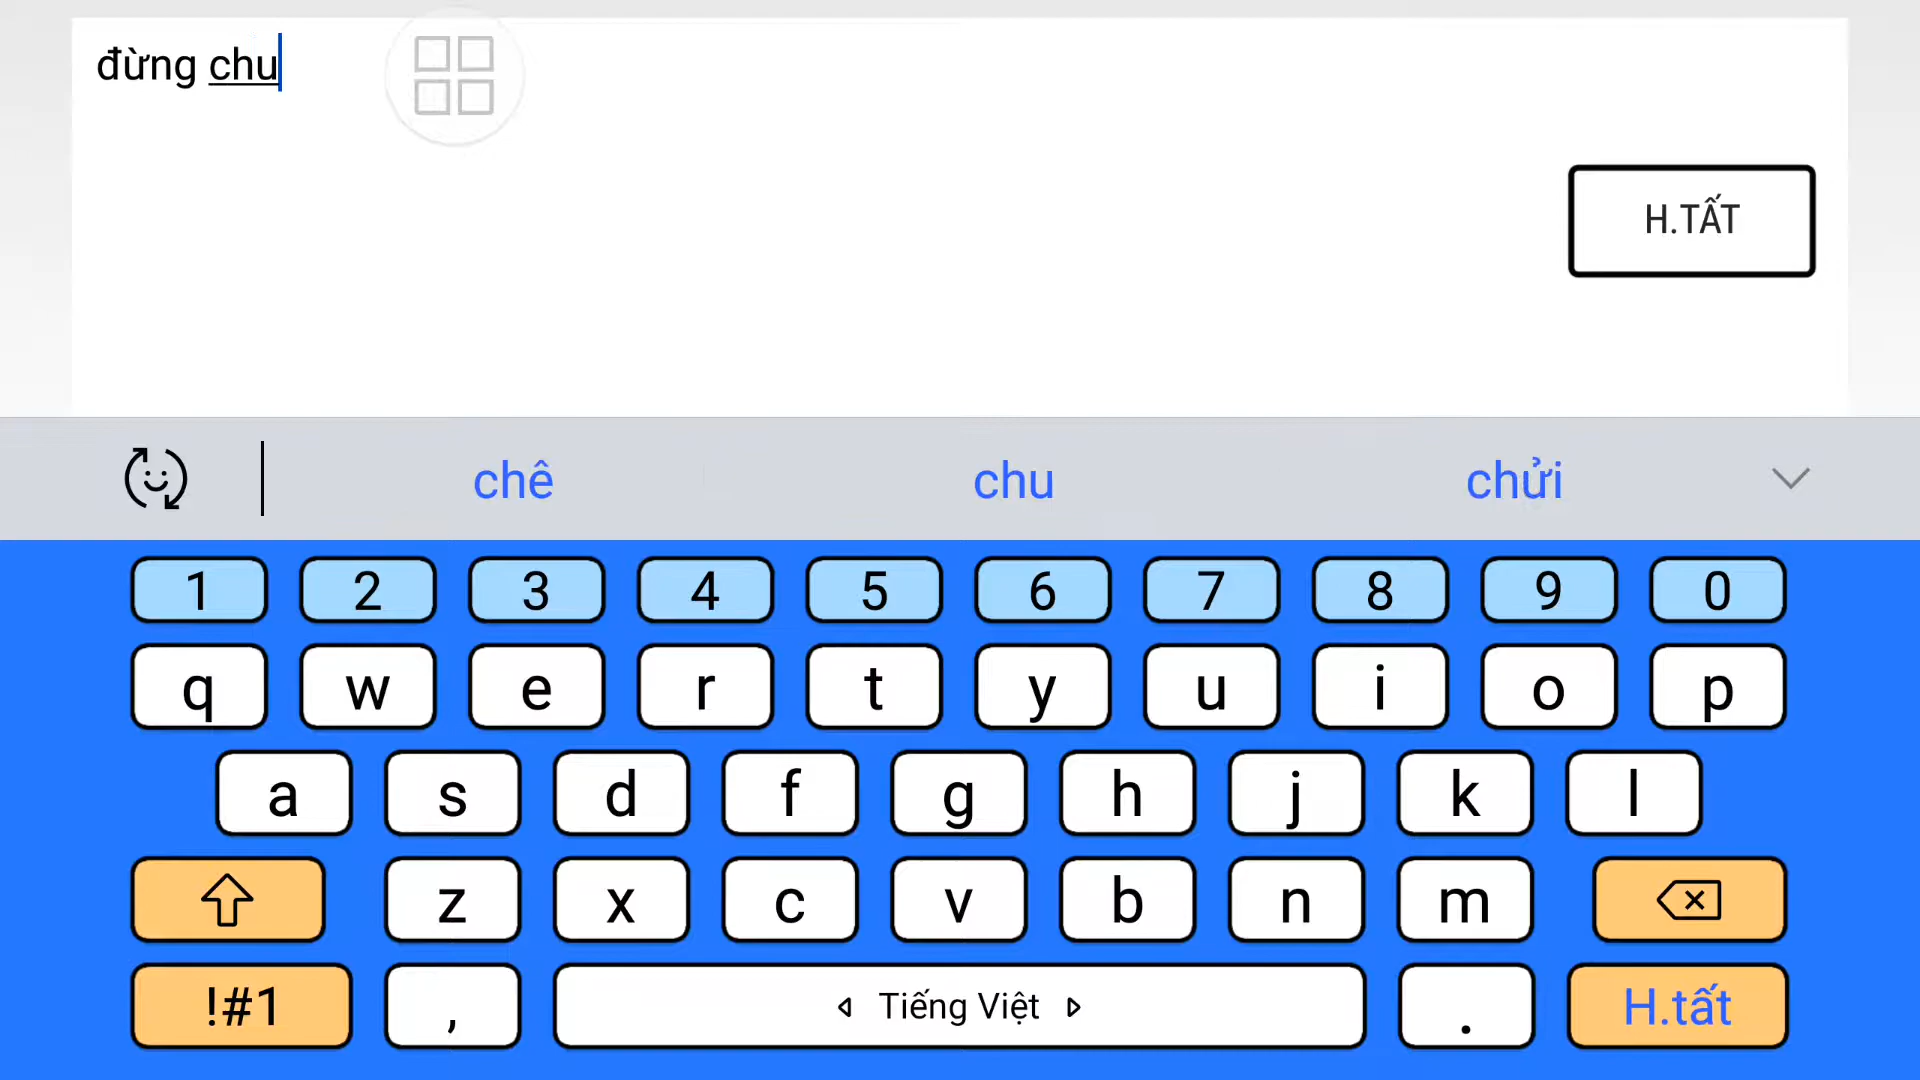 đừng chu
H.TẤT
chê chu chửi
1 2 3 4 5 6 7 8 9 0
q w e r t y u i o p
a s d f g h j k l
z x c v b n m
!#1 , Tiếng Việt . H.tất